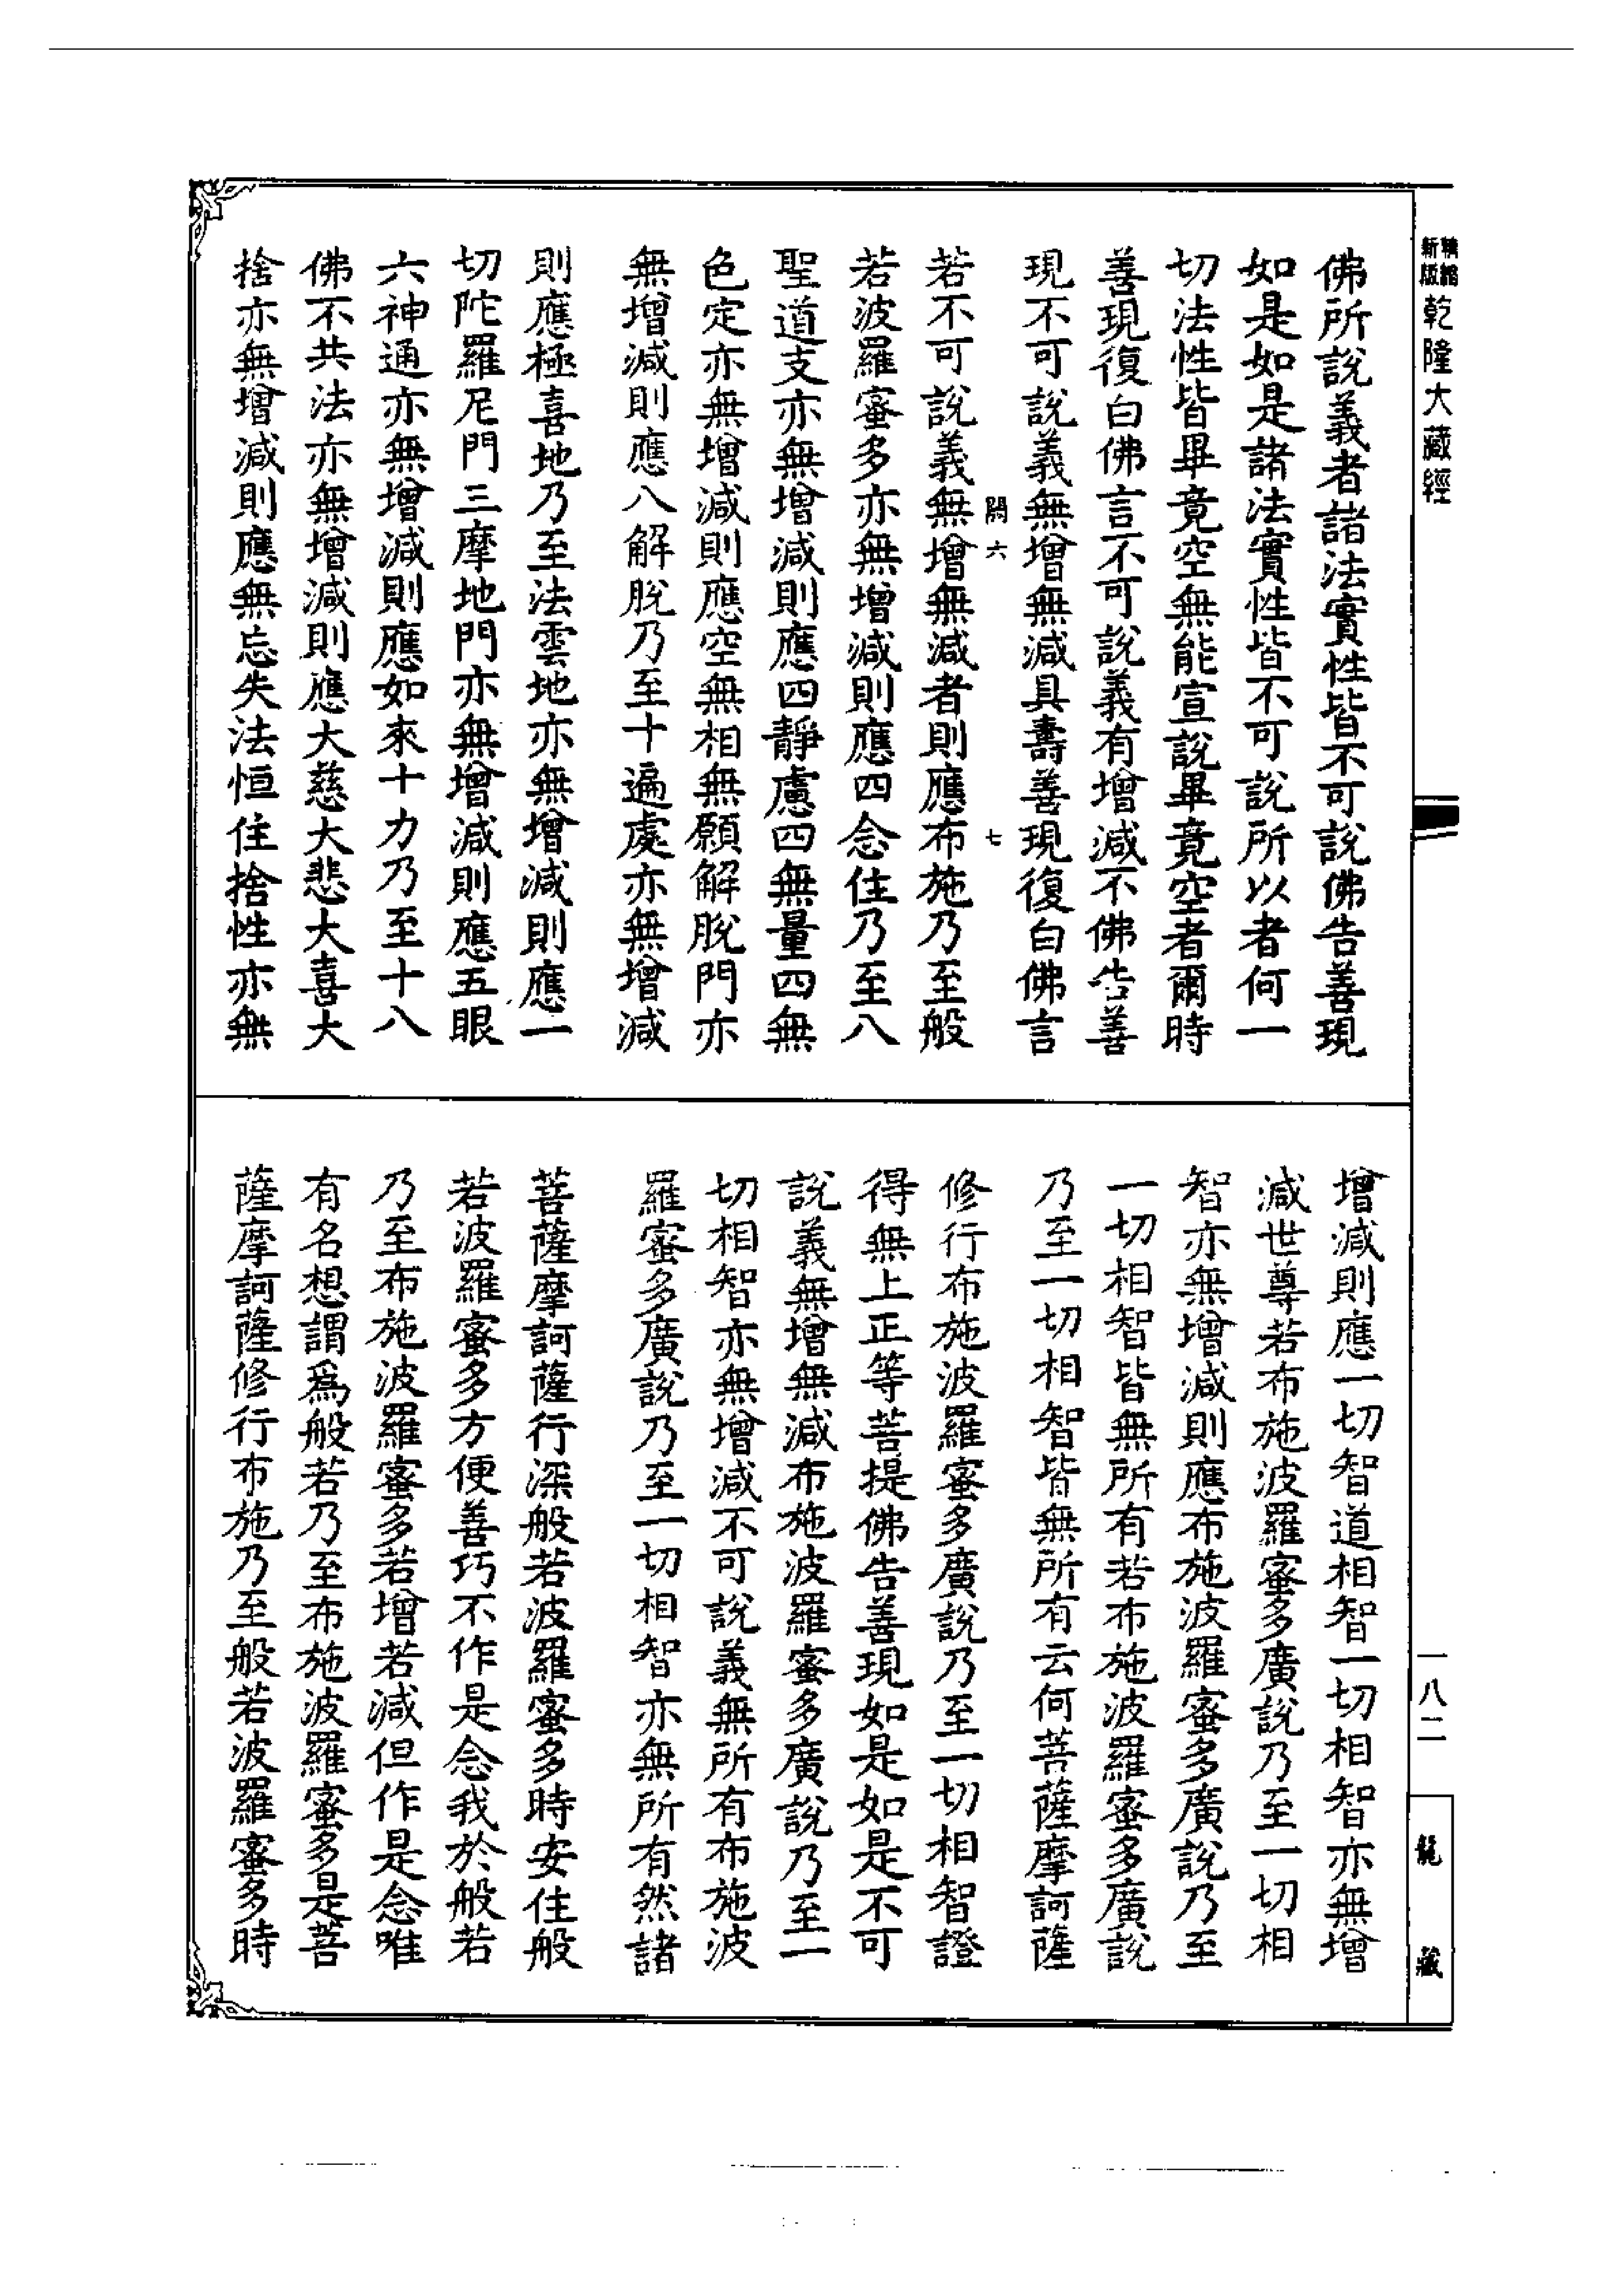 精縮
新版
乾隆大藏經
佛所說義者諸法實性皆不可說佛告善現
如是如是諸法實性皆不可說所以者何一
切法性皆畢竟空無能宣說畢竟空者爾時
善現復白佛言不可說義有增減不佛告善
現不可說義無增無減具壽善現復白佛言
六 七
若不可說義無增無減者則應布施乃至般
若波羅蜜多亦無增減則應四念住乃至八
聖道支亦無增減則應四靜慮四無量四無
色定亦無增減則應空無相無願解脫門亦
無增減則應八解脫乃至十遍處亦無增減
則應極喜地乃至法雲地亦無增減則應一
切陀羅尼門三摩地門亦無增減則應五眼
六神通亦無增減則應如來十力乃至十八
佛不共法亦無增減則應大慈大悲大喜大
捨亦無增減則應無忘失法恒住捨性亦無
增減則應一切智道相智一切相智亦無增
減世尊若布施波羅蜜多廣說乃至一切相
智亦無增減則應布施波羅蜜多廣說乃至
一切相智皆無所有若布施波羅蜜多廣說
乃至一切相智皆無所有云何菩薩摩訶薩
修行布施波羅蜜多廣說乃至一切相智證
得無上正等菩提佛告善現如是如是不可
說義無增無減布施波羅蜜多廣說乃至一
切相智亦無增減不可說義無所有布施波
羅蜜多廣說乃至一切相智亦無所有然諸
菩薩摩訶薩行深般若波羅蜜多時安住般
若波羅蜜多方便善巧不作是念我於般若
乃至布施波羅蜜多若增若減但作是念唯
有名想謂為般若乃至布施波羅蜜多是菩
薩摩訶薩修行布施乃至般若波羅蜜多時
一八二
龍藏